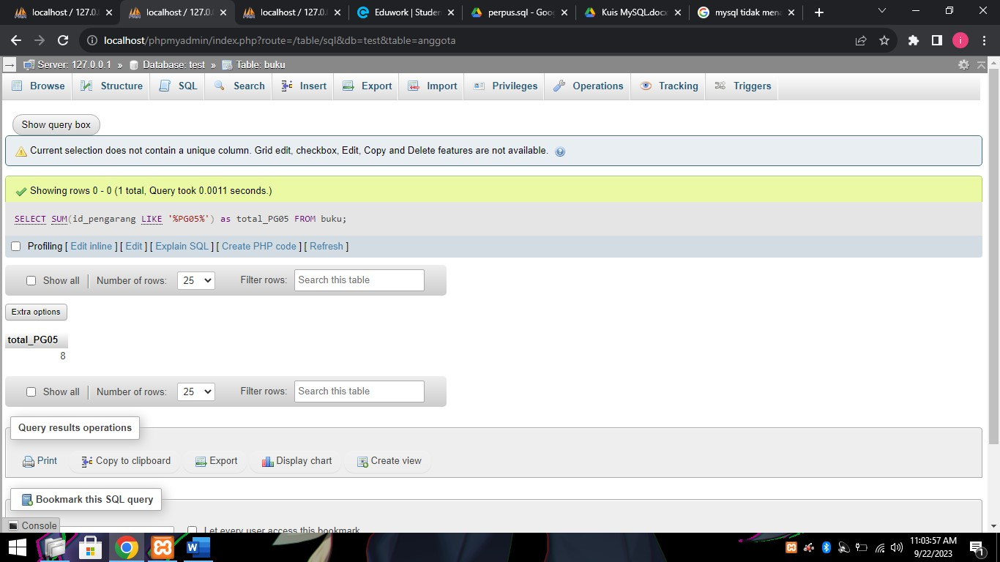 localhost / 127.0. localhost / 127.0. localhost / 127.0. Eduwork | Studen perpus.sql - Goo Kuis MySQL.docx mysql tidak mena
localhost/phpmyadmin/index.php?route=/table/sql&db=test&table=anggota i
Server: 127.0.0.1 » Database: test » Table: buku
Browse Structure SQL Search Insert Export Import Privileges Operations Tracking Triggers
Show query box
Current selection does not contain a unique column. Grid edit, checkbox, Edit, Copy and Delete features are not available.
Showing rows 0 - 0 (1 total, Query took 0.0011 seconds.)
SELECT SUM(id_pengarang LIKE '%PG05%') as total_PG05 FROM buku;
Profiling [ Edit inline ] [ Edit ] [ Explain SQL ] [ Create PHP code ] [ Refresh ]
Show all Number of rows: 25 Filter rows: Search this table
Extra options
total_PG05
8
Show all Number of rows: 25 Filter rows: Search this table
Query results operations
Print Copy to clipboard Export Display chart Create view
Bookmark this SQL query
Console Let every user access this bookmark
11:03:57 AM
9/22/2023
1